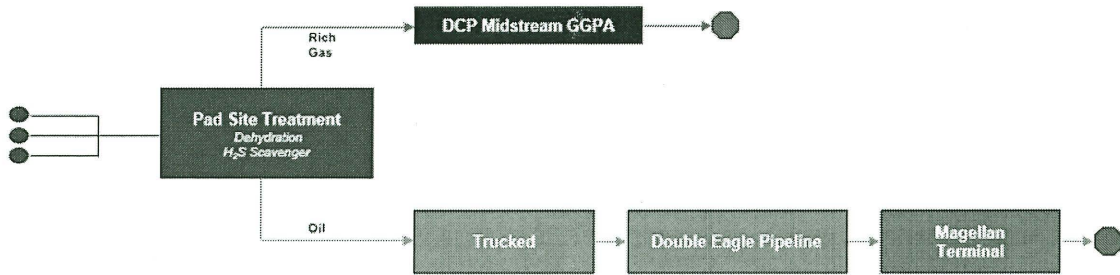 DCP Midstream GGPA
Rich
Gas
Pad Site Treatment
Dehydration
H₂S Scavenger
Oil
Trucked
Double Eagle Pipeline
Magellan
Terminal